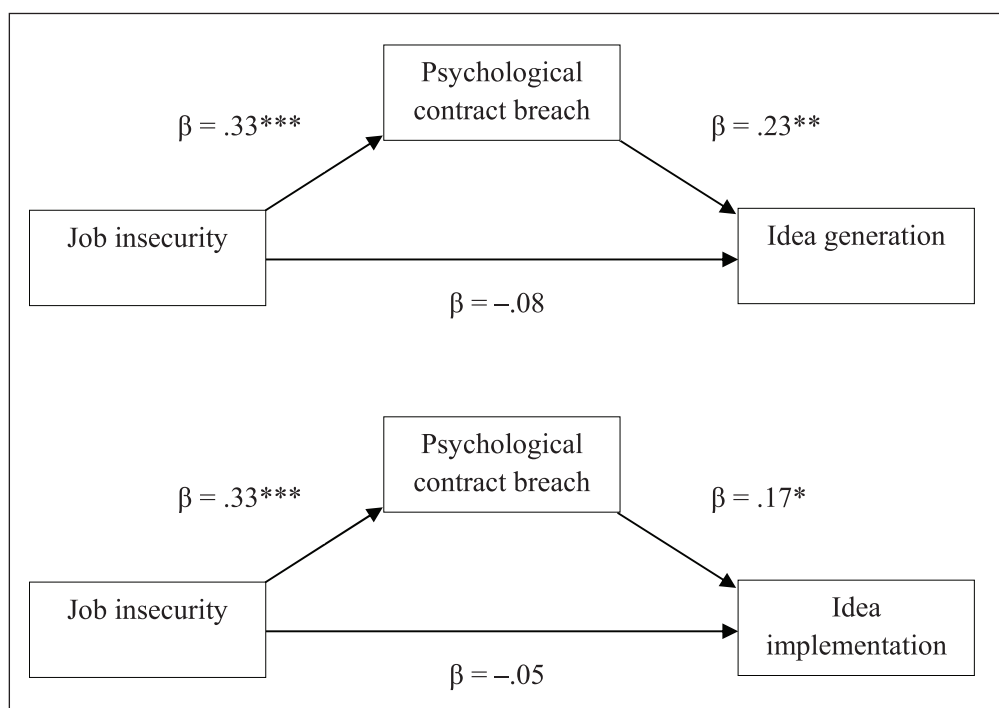 Psychological
contract breach
β = .33***
β = .23**
Job insecurity
Idea generation
β = –.08
Psychological
contract breach
β = .33***
β = .17*
Job insecurity
Idea
implementation
β = –.05